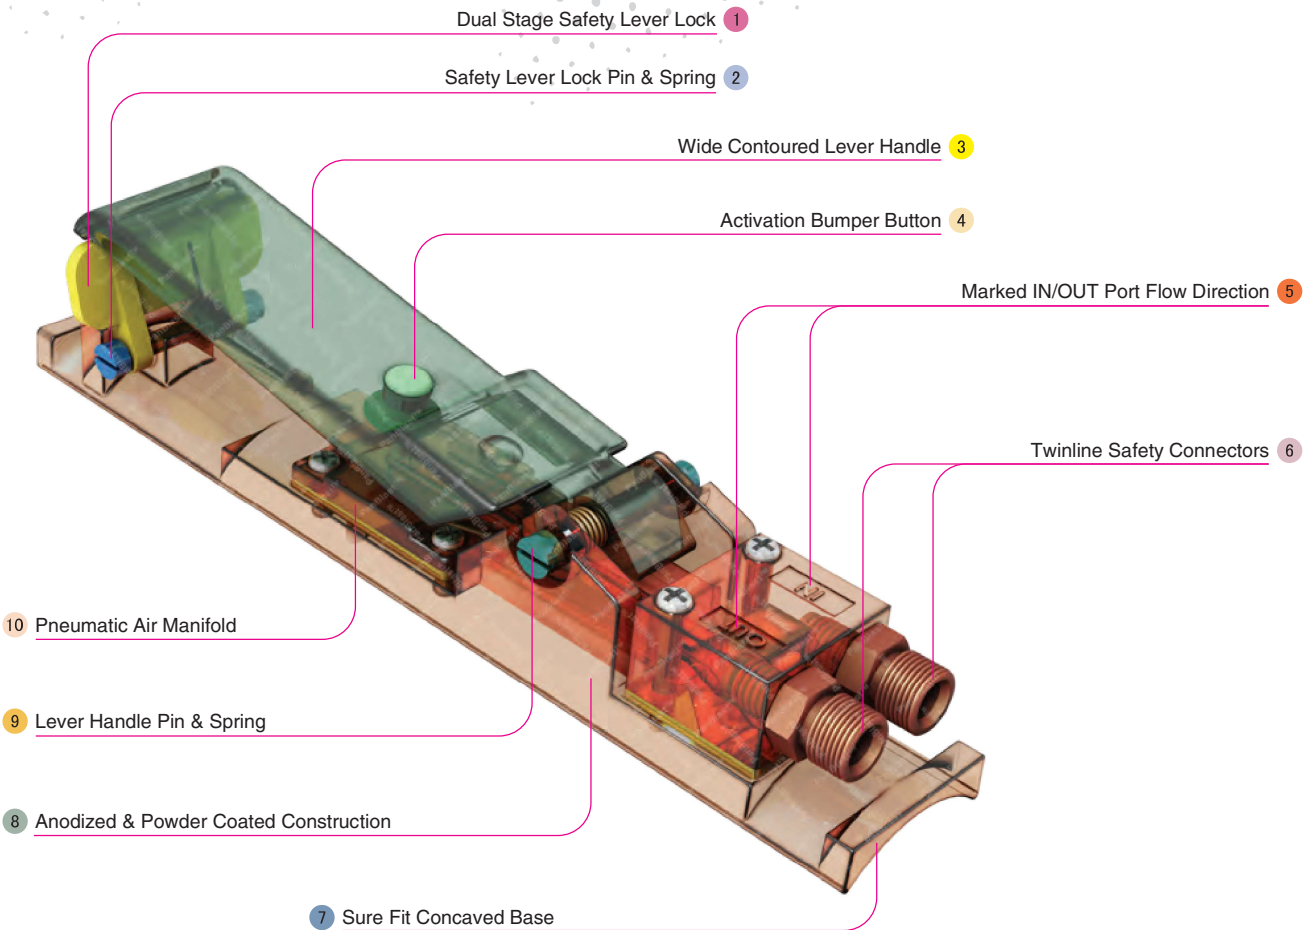 Dual Stage Safety Lever Lock 1
Safety Lever Lock Pin & Spring 2
Wide Contoured Lever Handle 3
Activation Bumper Button 4
Marked IN/OUT Port Flow Direction 5
Twinline Safety Connectors 6
IN
OUT
10 Pneumatic Air Manifold
9 Lever Handle Pin & Spring
8 Anodized & Powder Coated Construction
7 Sure Fit Concaved Base